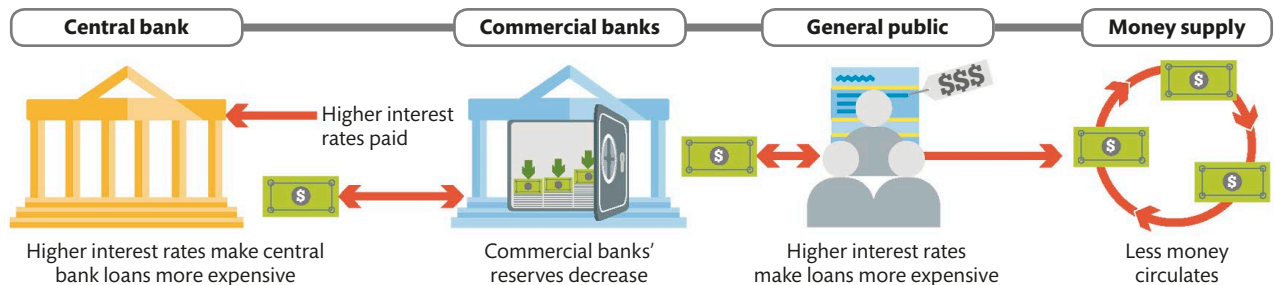 Central bank
Commercial banks
General public
Money supply
Higher interest
rates paid
$
$
$$$
$
$
$
Higher interest rates make central
bank loans more expensive
Commercial banks’
reserves decrease
Higher interest rates
make loans more expensive
Less money
circulates